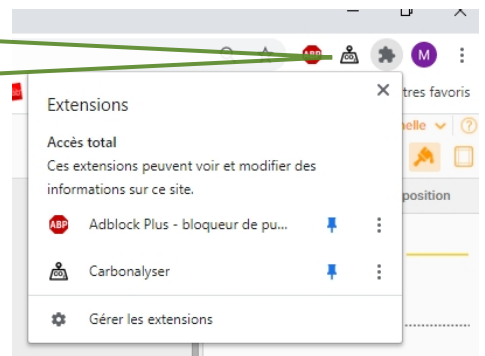 ABP
M
Extensions
tres favoris
Accès total
Ces extensions peuvent voir et modifier des
informations sur ce site.
elle
?
position
ABP Adblock Plus - bloqueur de pu...
Carbonalyser
Gérer les extensions